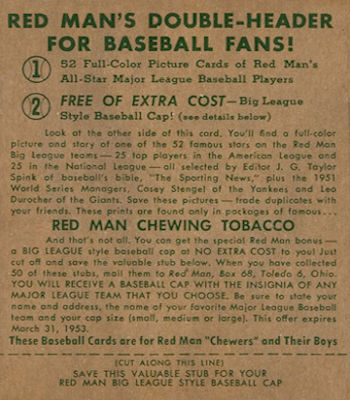 RED MAN'S DOUBLE-HEADER
FOR BASEBALL FANS!
1 52 Full-Color Picture Cards of Red Man's
All-Star Major League Baseball Players
2 FREE OF EXTRA COST—Big League
Style Baseball Cap! (see details below)
Look at the other side of this card. You'll find a full-color
picture and story of one of the 52 famous stars on the Red Man
Big league teams — 25 top players in the American League and
25 in the National League — all selected by Editor J. G. Taylor
Spink of baseball's bible, "The Sporting News," plus the 1951
World Series Managers, Casey Stengel of the Yankees and Leo
Durocher of the Giants. Save these pictures — trade duplicates with
your friends. These prints are found only in packages of famous...
RED MAN CHEWING TOBACCO
And that's not all. You can get the special Red Man bonus —
a BIG LEAGUE style baseball cap at NO EXTRA COST to you! Just
cut off and save the valuable stub below. When you have collected
50 of these stubs, mail them to Red Man, Box 68, Toledo 6, Ohio.
YOU WILL RECEIVE A BASEBALL CAP WITH THE INSIGNIA OF ANY
MAJOR LEAGUE TEAM THAT YOU CHOOSE. Be sure to state your
name and address, the name of your favorite Major League Baseball
team and your cap size (small, medium or large). This offer expires
March 31, 1953.
These Baseball Cards are for Red Man "Chewers" and Their Boys
(CUT ALONG THIS LINE)
SAVE THIS VALUABLE STUB FOR YOUR
RED MAN BIG LEAGUE STYLE BASEBALL CAP